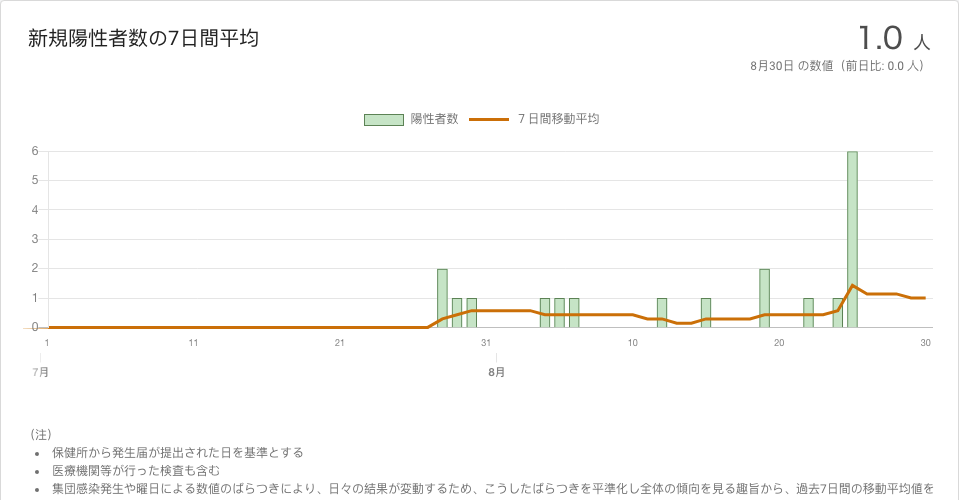 新規陽性者数の7日間平均
1.0 人
8月30日 の数値（前日比: 0.0 人）
陽性者数 7 日間移動平均
6
5
4
3
2
1
0
1 11 21 31 10 20 30
7月 8月
（注）
• 保健所から発生届が提出された日を基準とする
• 医療機関等が行った検査も含む
• 集団感染発生や曜日による数値のばらつきにより、日々の結果が変動するため、こうしたばらつきを平準化し全体の傾向を見る趣旨から、過去7日間の移動平均値を